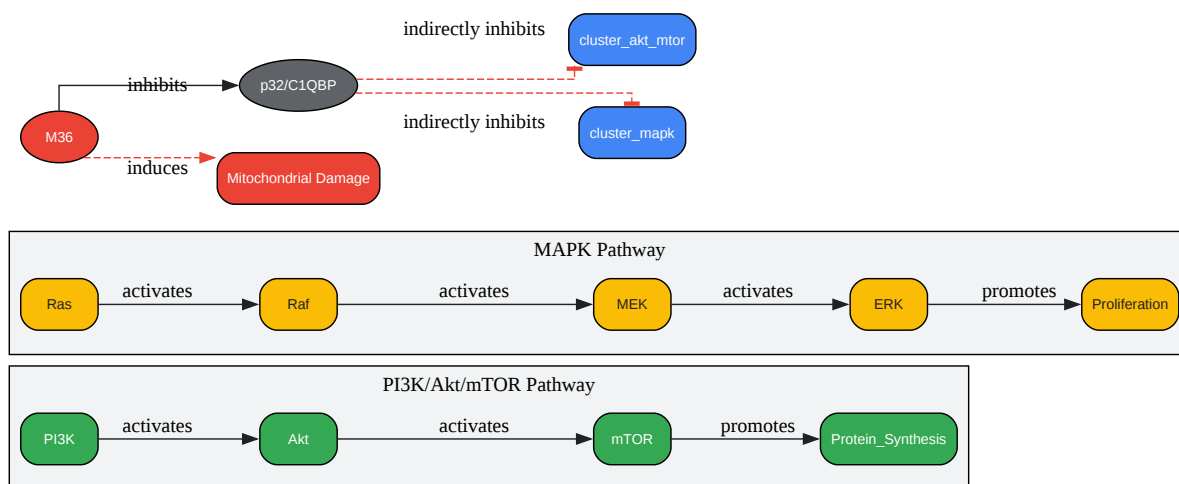 indirectly inhibits
cluster_akt_mtor
inhibits
p32/C1QBP
indirectly inhibits
cluster_mapk
M36
induces
Mitochondrial Damage
MAPK Pathway
Ras
activates
Raf
activates
MEK
activates
ERK
promotes
Proliferation
PI3K/Akt/mTOR Pathway
PI3K
activates
Akt
activates
mTOR
promotes
Protein_Synthesis